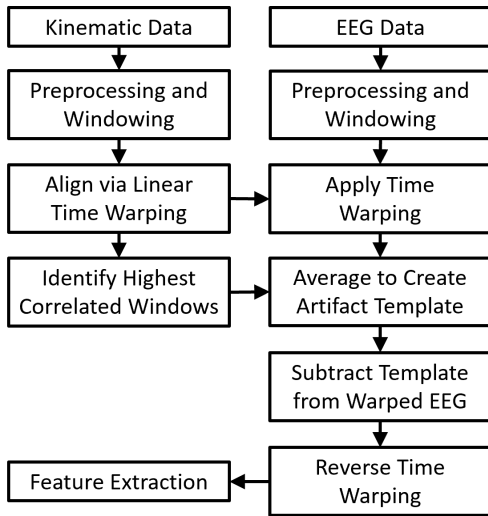 Kinematic Data
EEG Data
Preprocessing and
Windowing
Preprocessing and
Windowing
Align via Linear
Time Warping
Apply Time
Warping
Identify Highest
Correlated Windows
Average to Create
Artifact Template
Subtract Template
from Warped EEG
Feature Extraction
Reverse Time
Warping